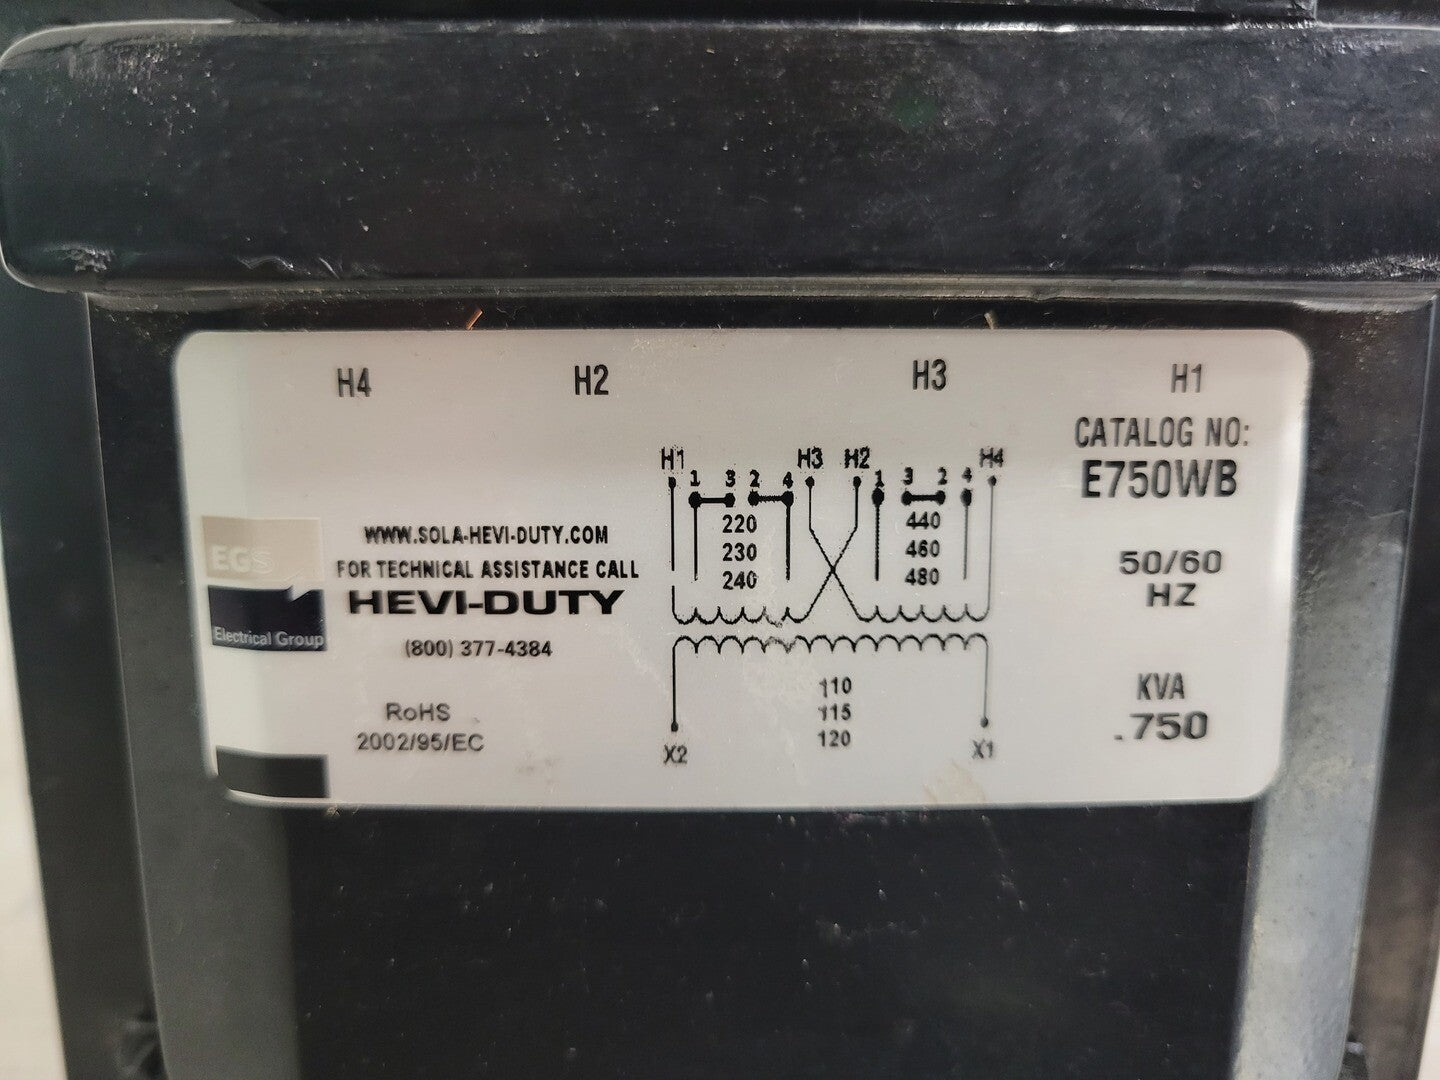 H4 H2 H3 H1
CATALOG NO:
E750WB
50/60
HZ
KVA
.750
H1 1 3 2 4 H3 H2 1 3 2 4 H4
220 440
230 460
240 480
110
115
120
X2 X1
WWW.SOLA-HEVI-DUTY.COM
FOR TECHNICAL ASSISTANCE CALL
HEVI-DUTY
(800) 377-4384
RoHS
2002/95/EC
EGS
Electrical Group